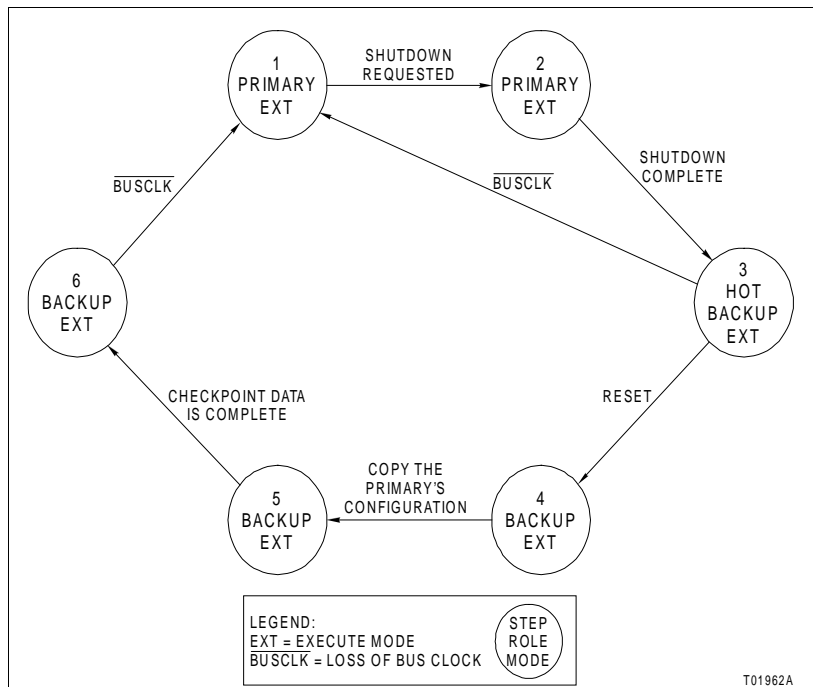 1
PRIMARY
EXT
SHUTDOWN
REQUESTED
2
PRIMARY
EXT
SHUTDOWN
COMPLETE
BUSCLK
BUSCLK
6
BACKUP
EXT
3
HOT
BACKUP
EXT
RESET
CHECKPOINT DATA
IS COMPLETE
COPY THE
PRIMARY'S
CONFIGURATION
5
BACKUP
EXT
4
BACKUP
EXT
LEGEND:
EXT = EXECUTE MODE
BUSCLK = LOSS OF BUS CLOCK
STEP
ROLE
MODE
T01962A